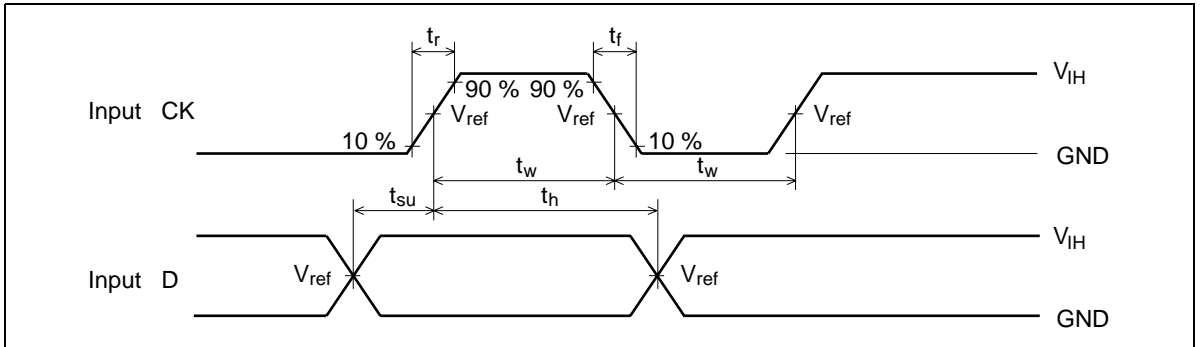 tr
tf
VIH
90 % 90 %
Input CK
Vref
Vref
Vref
10 %
10 %
GND
tw
tw
tsu
th
VIH
Input D
Vref
Vref
GND